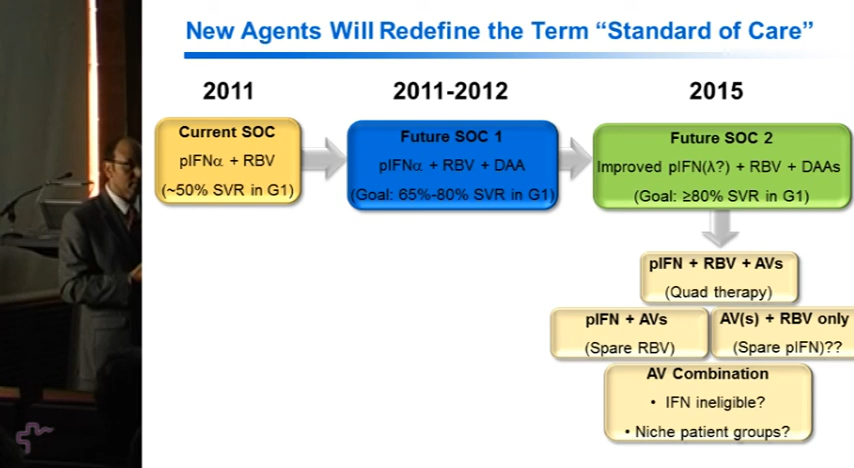 New Agents Will Redefine the Term “Standard of Care”
2011
2011-2012
2015
Current SOC
pIFNα + RBV
(~50% SVR in G1)
Future SOC 1
pIFNα + RBV + DAA
(Goal: 65%-80% SVR in G1)
Future SOC 2
Improved pIFN(λ?) + RBV + DAAs
(Goal: ≥80% SVR in G1)
pIFN + RBV + AVs
(Quad therapy)
pIFN + AVs
(Spare RBV)
AV(s) + RBV only
(Spare pIFN)??
AV Combination
• IFN ineligible?
• Niche patient groups?